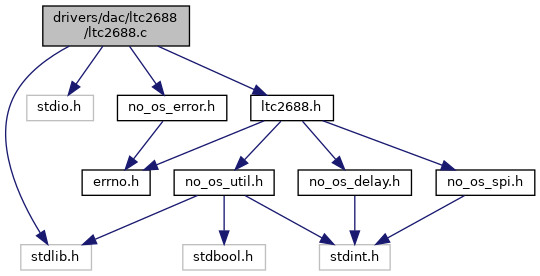 drivers/dac/ltc2688
/ltc2688.c
stdio.h
no_os_error.h
ltc2688.h
errno.h
no_os_util.h
no_os_delay.h
no_os_spi.h
stdlib.h
stdbool.h
stdint.h